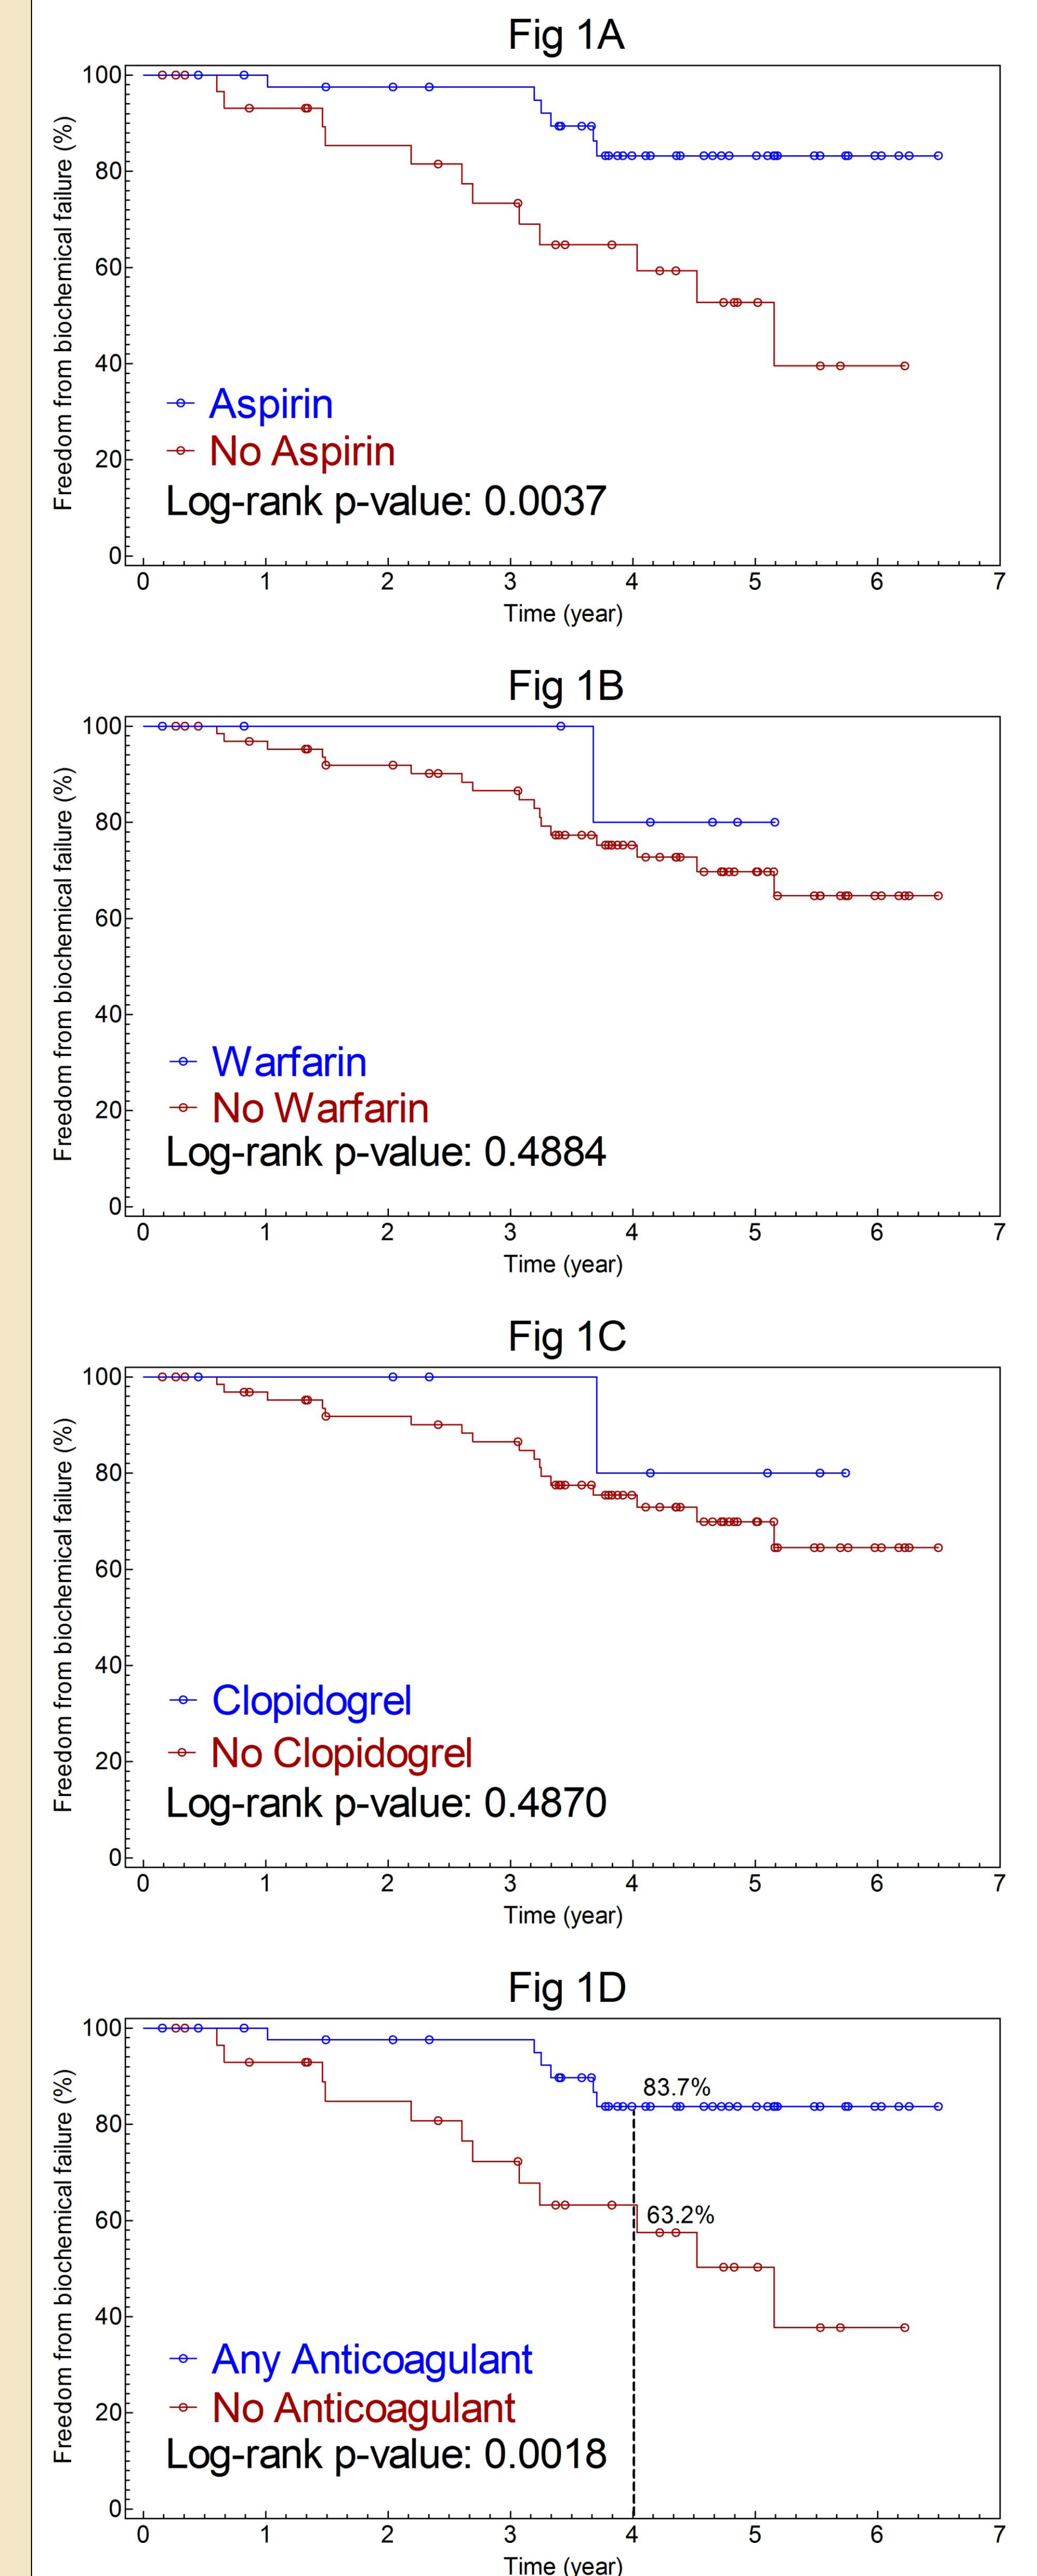 Fig 1A
Freedom from biochemical failure (%)
100
80
60
40
20
0
Aspirin
No Aspirin
Log-rank p-value: 0.0037
0 1 2 3 4 5 6 7
Time (year)
Fig 1B
Freedom from biochemical failure (%)
100
80
60
40
20
0
Warfarin
No Warfarin
Log-rank p-value: 0.4884
0 1 2 3 4 5 6 7
Time (year)
Fig 1C
Freedom from biochemical failure (%)
100
80
60
40
20
0
Clopidogrel
No Clopidogrel
Log-rank p-value: 0.4870
0 1 2 3 4 5 6 7
Time (year)
Fig 1D
Freedom from biochemical failure (%)
100
80
60
40
20
0
83.7%
63.2%
Any Anticoagulant
No Anticoagulant
Log-rank p-value: 0.0018
0 1 2 3 4 5 6 7
Time (year)